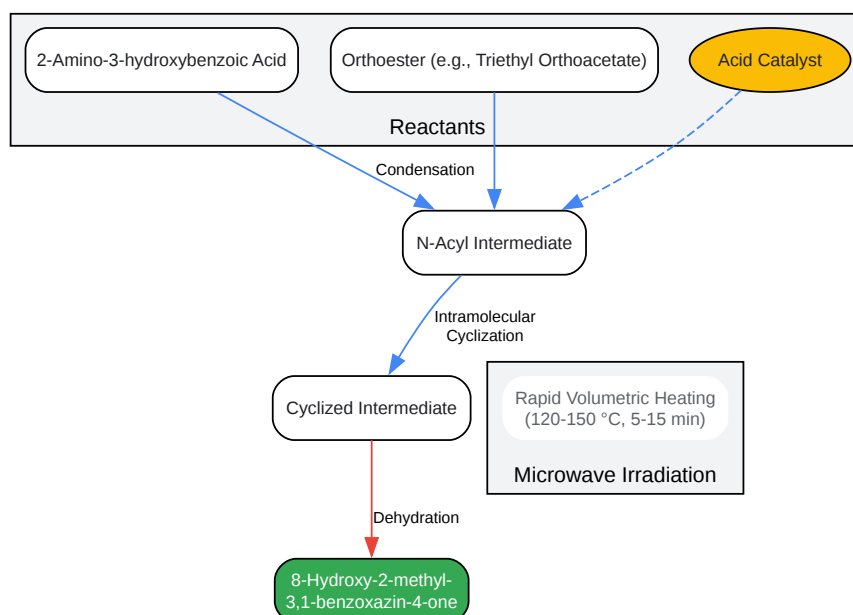 2-Amino-3-hydroxybenzoic Acid
Orthoester (e.g., Triethyl Orthoacetate)
Acid Catalyst
Reactants
Condensation
N-Acyl Intermediate
Intramolecular
Cyclization
Cyclized Intermediate
Rapid Volumetric Heating
(120-150 °C, 5-15 min)
Microwave Irradiation
Dehydration
8-Hydroxy-2-methyl-
3,1-benzoxazin-4-one